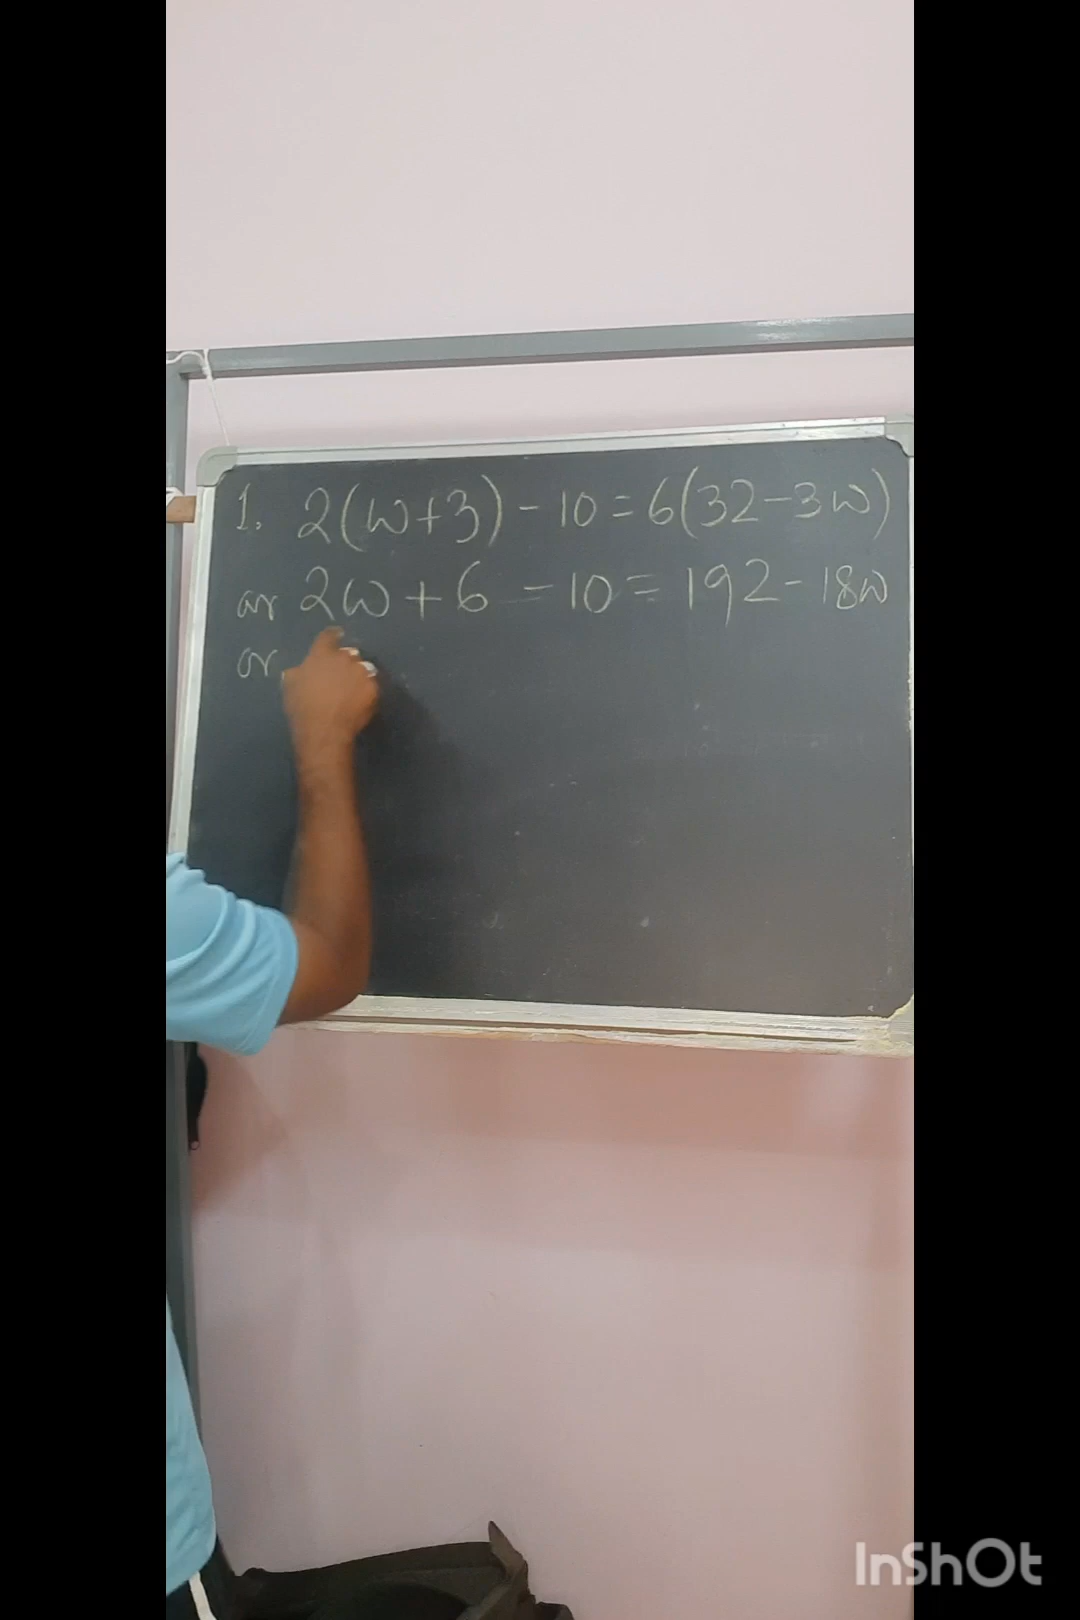 1. 2(w+3) - 10 = 6(32-3w)
or 2w + 6 - 10 = 192 - 18w
or
InShOt